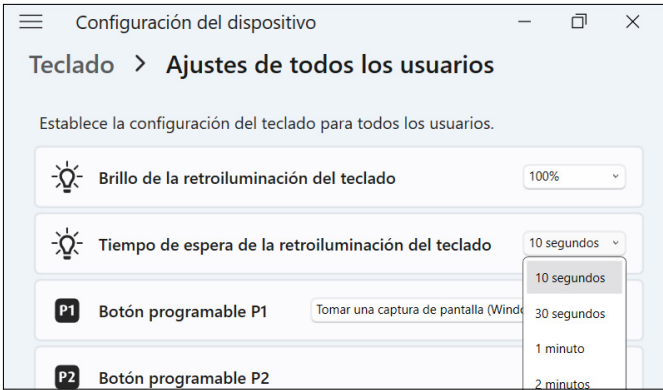 Configuración del dispositivo
Teclado > Ajustes de todos los usuarios
Establece la configuración del teclado para todos los usuarios.
Brillo de la retroiluminación del teclado 100%
Tiempo de espera de la retroiluminación del teclado 10 segundos
10 segundos
P1 Botón programable P1 Tomar una captura de pantalla (Windo
30 segundos
1 minuto
P2 Botón programable P2
2 minutos